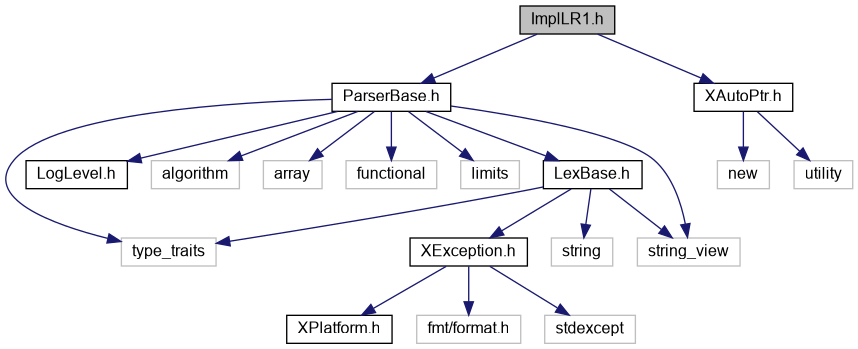 ImplLR1.h
ParserBase.h
XAutoPtr.h
LogLevel.h
algorithm
array
functional
limits
LexBase.h
new
utility
type_traits
XException.h
string
string_view
XPlatform.h
fmt/format.h
stdexcept